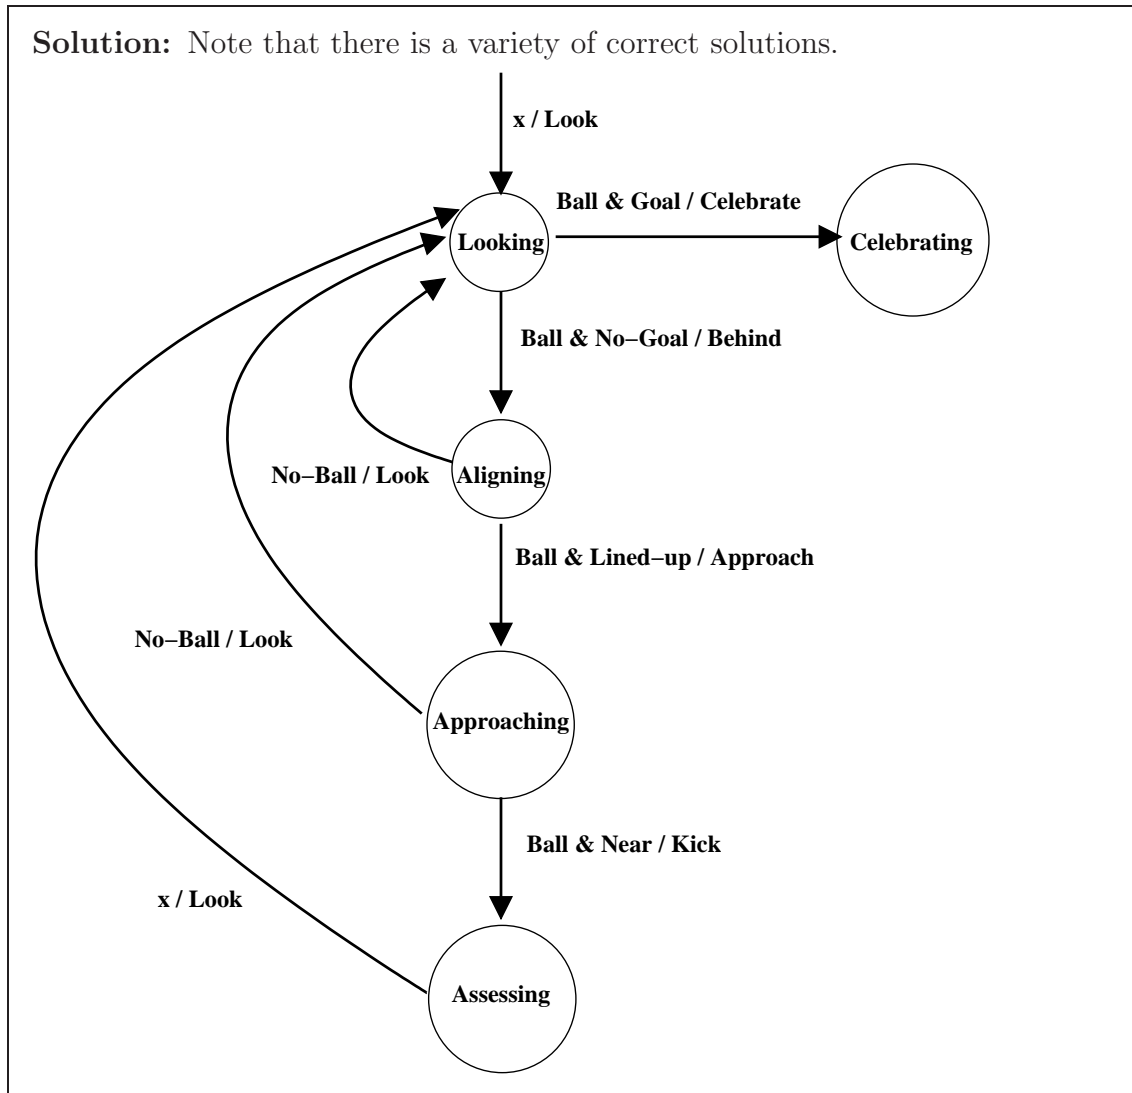 Solution: Note that there is a variety of correct solutions.
x / Look
Ball & Goal / Celebrate
Looking
Celebrating
Ball & No−Goal / Behind
No−Ball / Look
Aligning
Ball & Lined−up / Approach
No−Ball / Look
Approaching
Ball & Near / Kick
x / Look
Assessing